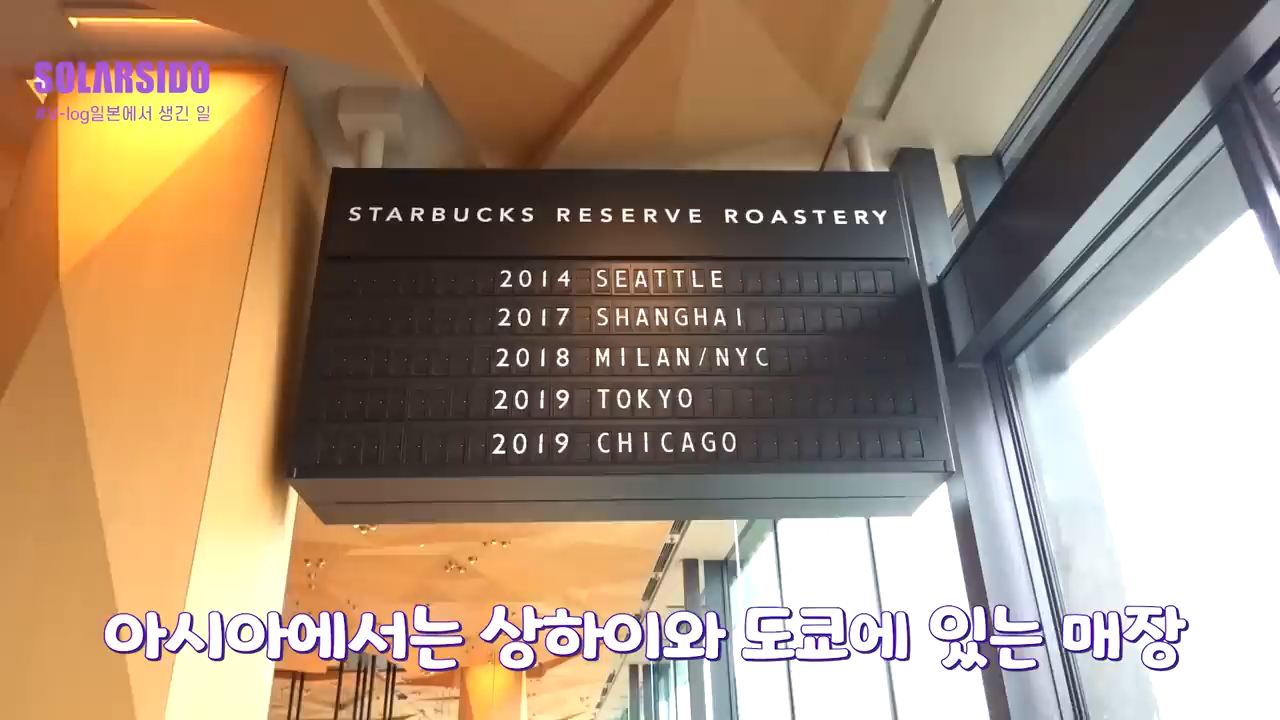 SOLARSIDO
#V-log일본에서 생긴 일
STARBUCKS RESERVE ROASTERY
2014 SEATTLE
2017 SHANGHAI
2018 MILAN/NYC
2019 TOKYO
2019 CHICAGO
아시아에서는 상하이와 도쿄에 있는 매장